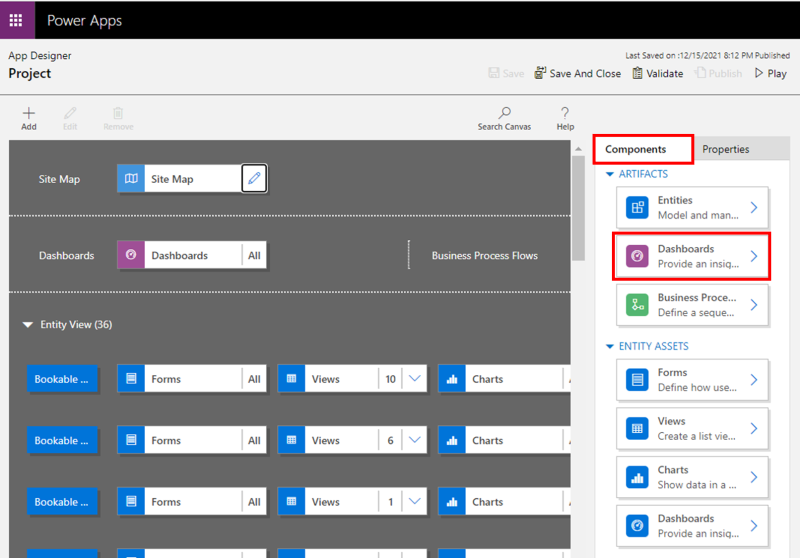 Power Apps
App Designer
Project
Last Saved on :12/15/2021 8:12 PM Published
Save
Save And Close
Validate
Publish
Play
Add
Edit
Remove
Search Canvas
Help
Site Map
Site Map
Dashboards
Dashboards
All
Business Process Flows
Entity View (36)
Bookable ...
Forms
All
Views
10
Charts
Bookable ...
Forms
All
Views
6
Charts
Bookable ...
Forms
All
Views
1
Charts
Components
Properties
ARTIFACTS
Entities
Model and man...
Dashboards
Provide an insig...
Business Proce...
Define a seque...
ENTITY ASSETS
Forms
Define how use...
Views
Create a list vie...
Charts
Show data in a ...
Dashboards
Provide an insig...